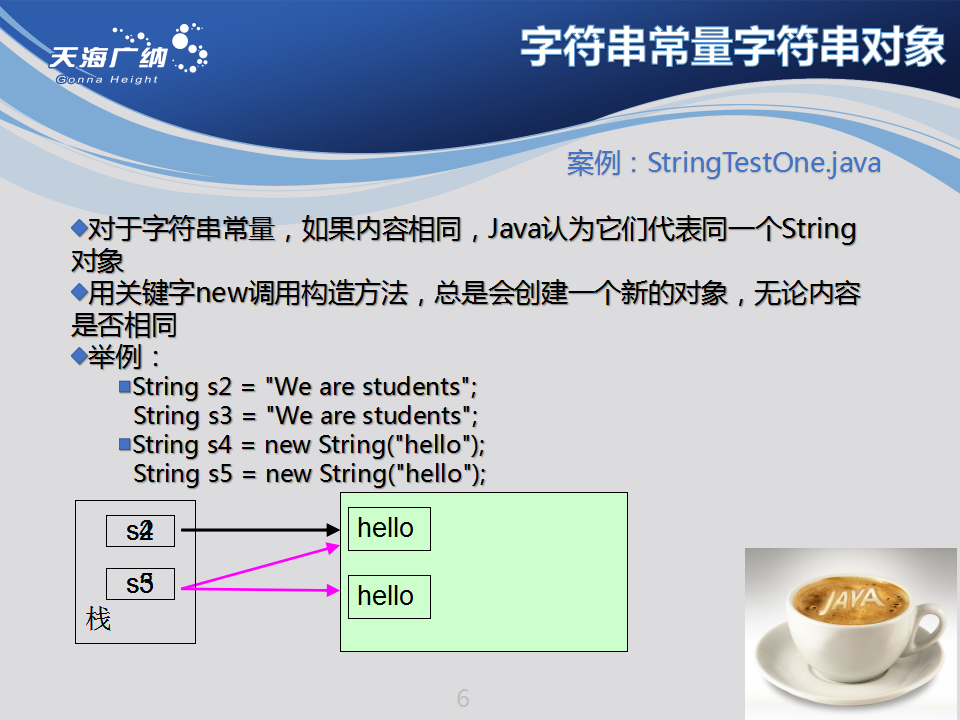 天海广纳
Gonna Height
字符串常量字符串对象
案例：StringTestOne.java
对于字符串常量，如果内容相同，Java认为它们代表同一个String
对象
用关键字new调用构造方法，总是会创建一个新的对象，无论内容
是否相同
举例：
String s2 = "We are students";
String s3 = "We are students";
String s4 = new String("hello");
String s5 = new String("hello");
hello
hello
栈
JAVA
6